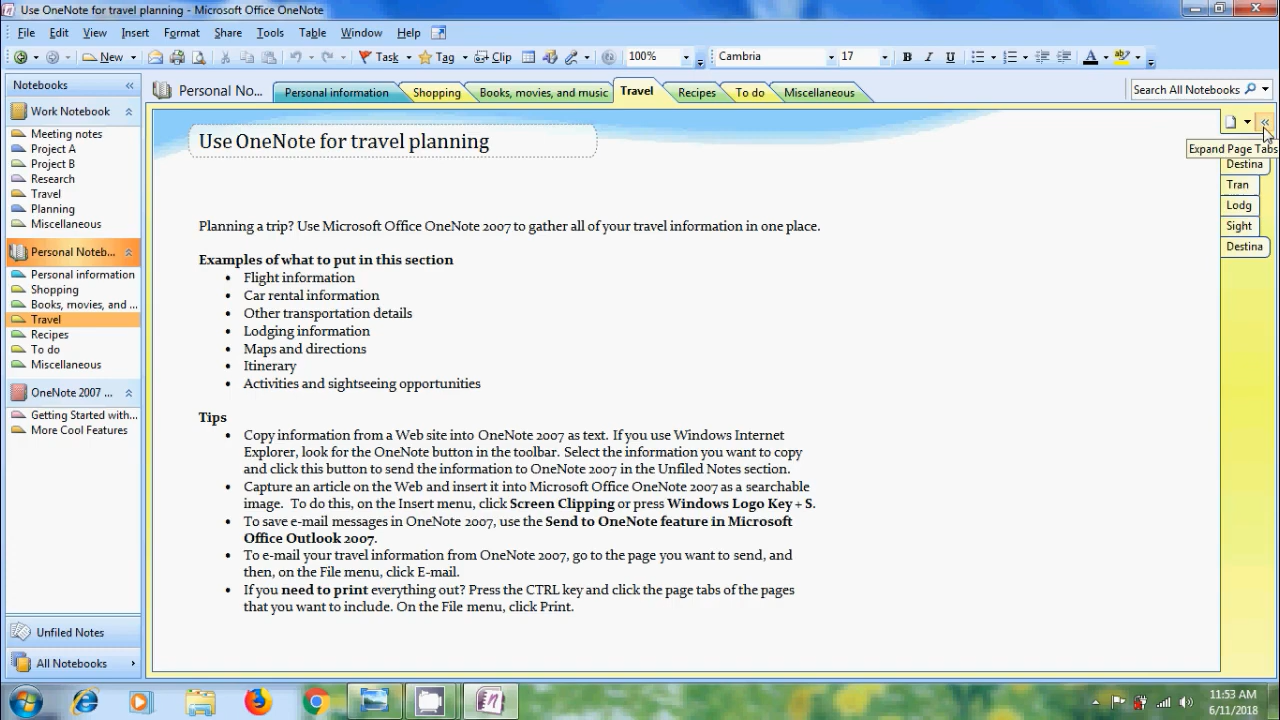 Use OneNote for travel planning - Microsoft Office OneNote
File Edit View Insert Format Share Tools Table Window Help
New Task Tag Clip 100% Cambria 17 B I U A ab
Notebooks
Personal No... Personal information Shopping Books, movies, and music Travel Recipes To do Miscellaneous
Search All Notebooks
Work Notebook
Meeting notes
Project A
Project B
Research
Travel
Planning
Miscellaneous
Personal Noteb...
Personal information
Shopping
Books, movies, and ...
Travel
Recipes
To do
Miscellaneous
OneNote 2007 ...
Getting Started with...
More Cool Features
Unfiled Notes
All Notebooks
Use OneNote for travel planning
Planning a trip? Use Microsoft Office OneNote 2007 to gather all of your travel information in one place.
Examples of what to put in this section
• Flight information
• Car rental information
• Other transportation details
• Lodging information
• Maps and directions
• Itinerary
• Activities and sightseeing opportunities
Tips
• Copy information from a Web site into OneNote 2007 as text. If you use Windows Internet
Explorer, look for the OneNote button in the toolbar. Select the information you want to copy
and click this button to send the information to OneNote 2007 in the Unfiled Notes section.
• Capture an article on the Web and insert it into Microsoft Office OneNote 2007 as a searchable
image. To do this, on the Insert menu, click Screen Clipping or press Windows Logo Key + S.
• To save e-mail messages in OneNote 2007, use the Send to OneNote feature in Microsoft
Office Outlook 2007.
• To e-mail your travel information from OneNote 2007, go to the page you want to send, and
then, on the File menu, click E-mail.
• If you need to print everything out? Press the CTRL key and click the page tabs of the pages
that you want to include. On the File menu, click Print.
Expand Page Tabs
Destina
Tran
Lodg
Sight
Destina
11:53 AM
6/11/2018